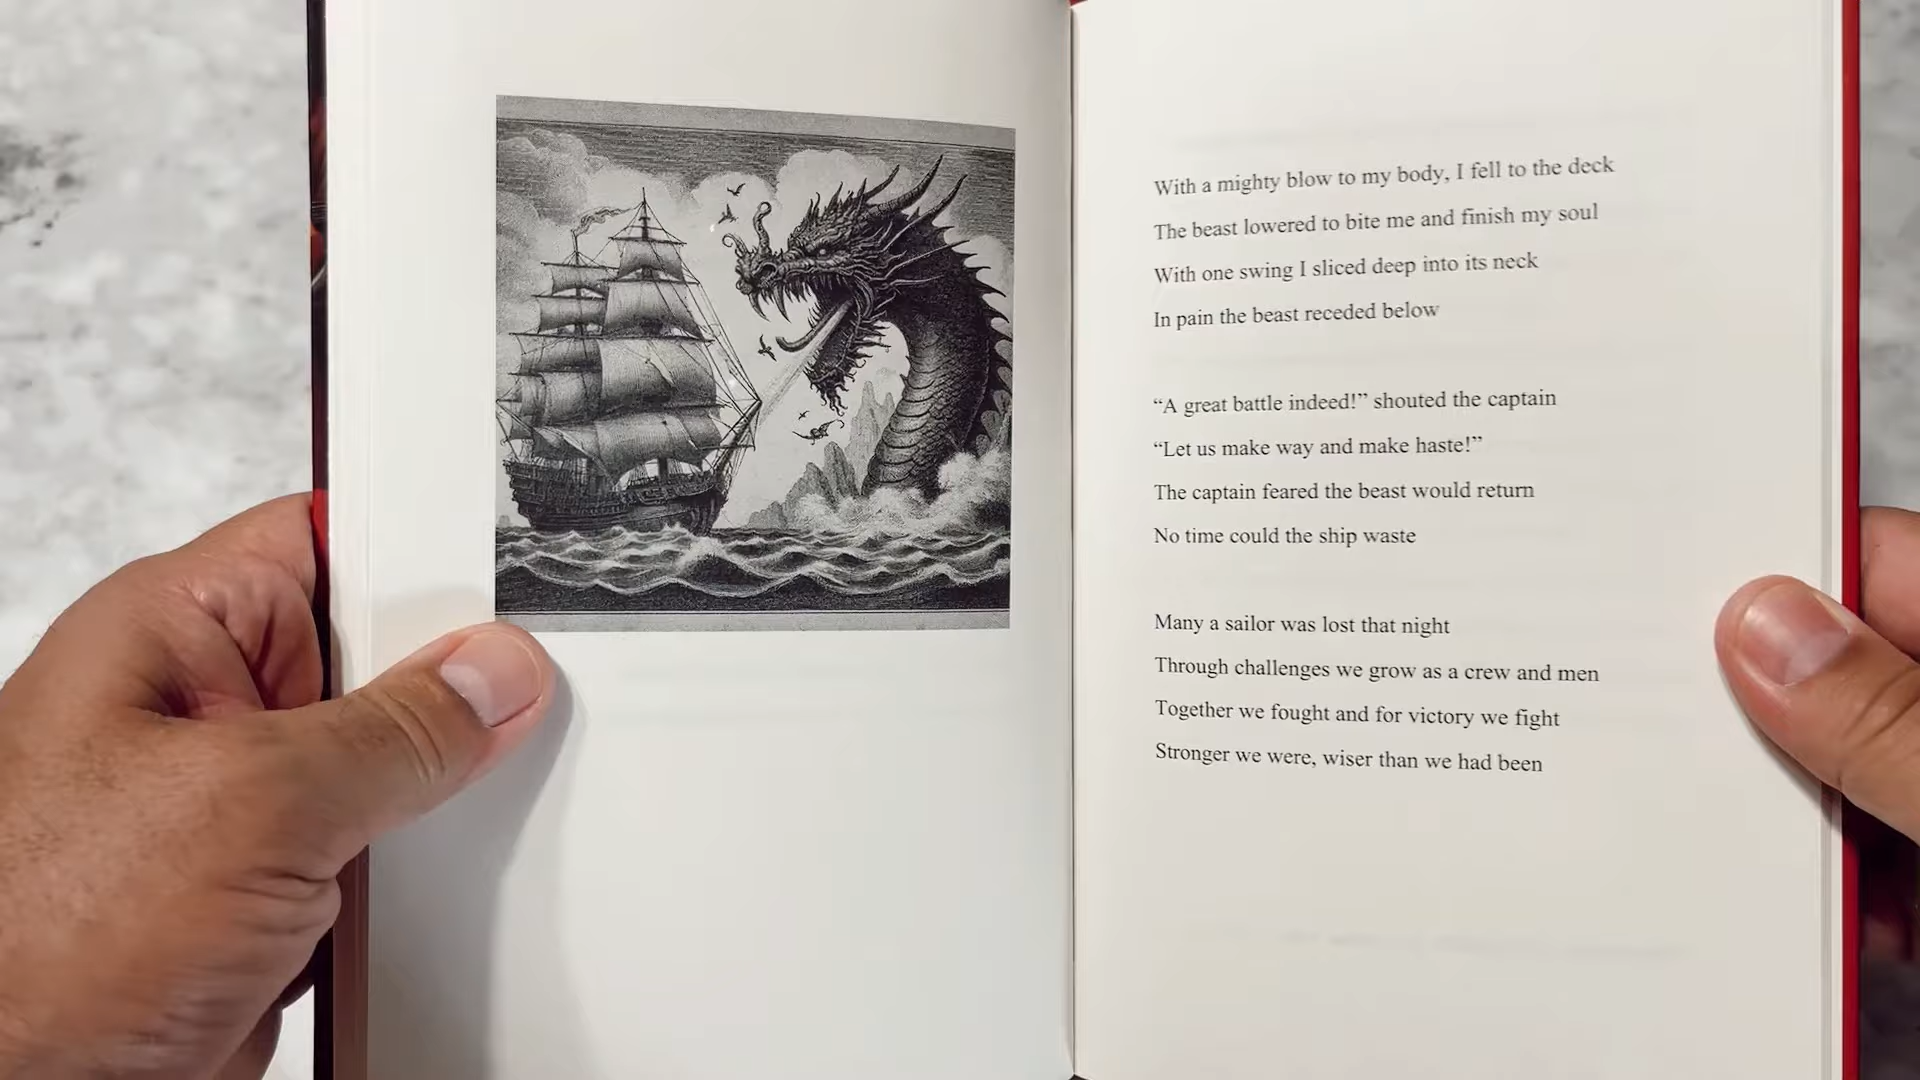 With a mighty blow to my body, I fell to the deck
The beast lowered to bite me and finish my soul
With one swing I sliced deep into its neck
In pain the beast receded below
“A great battle indeed!” shouted the captain
“Let us make way and make haste!”
The captain feared the beast would return
No time could the ship waste
Many a sailor was lost that night
Through challenges we grow as a crew and men
Together we fought and for victory we fight
Stronger we were, wiser than we had been